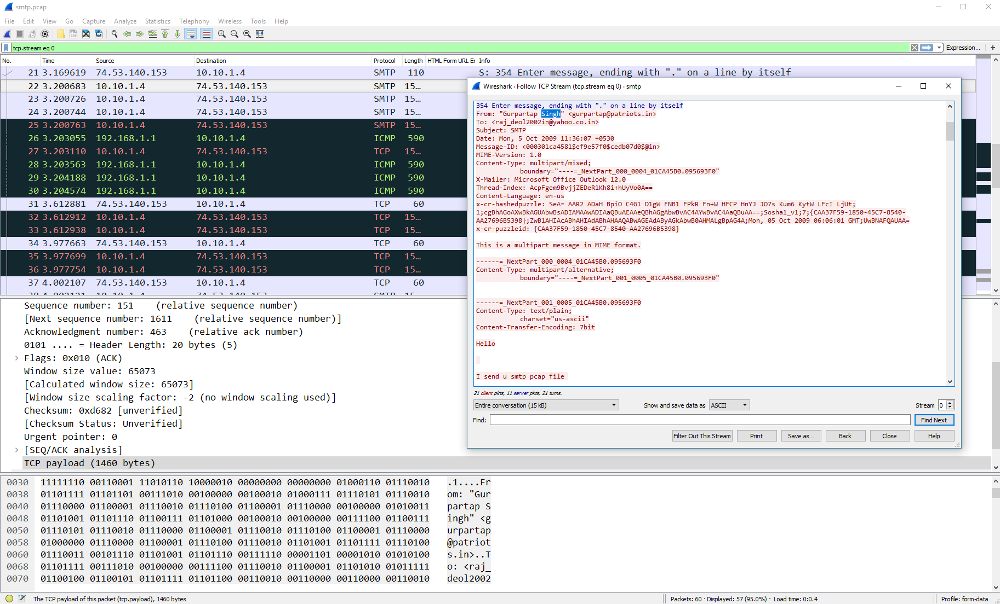 smtp.pcap
File Edit View Go Capture Analyze Statistics Telephony Wireless Tools Help
tcp.stream eq 0
Expression... +
No. Time Source Destination Protocol Length HTML Form URL Er Info
21 3.169619 74.53.140.153 10.10.1.4 SMTP 110 S: 354 Enter message, ending with "." on a line by itself
22 3.200683 10.10.1.4 74.53.140.153 SMTP 15…
23 3.200726 10.10.1.4 74.53.140.153 SMTP 15…
24 3.200744 10.10.1.4 74.53.140.153 SMTP 15…
25 3.200763 10.10.1.4 74.53.140.153 SMTP 15…
26 3.203055 192.168.1.1 10.10.1.4 ICMP 590
27 3.203110 10.10.1.4 74.53.140.153 TCP 15…
28 3.203563 192.168.1.1 10.10.1.4 ICMP 590
29 3.204188 192.168.1.1 10.10.1.4 ICMP 590
30 3.204574 192.168.1.1 10.10.1.4 ICMP 590
31 3.612881 74.53.140.153 10.10.1.4 TCP 60
32 3.612912 10.10.1.4 74.53.140.153 TCP 15…
33 3.612938 10.10.1.4 74.53.140.153 TCP 15…
34 3.977663 74.53.140.153 10.10.1.4 TCP 60
35 3.977699 10.10.1.4 74.53.140.153 TCP 15…
36 3.977754 10.10.1.4 74.53.140.153 TCP 15…
37 4.002107 74.53.140.153 10.10.1.4 TCP 60
Sequence number: 151 (relative sequence number)
[Next sequence number: 1611 (relative sequence number)]
Acknowledgment number: 463 (relative ack number)
0101 .... = Header Length: 20 bytes (5)
Flags: 0x010 (ACK)
Window size value: 65073
[Calculated window size: 65073]
[Window size scaling factor: -2 (no window scaling used)]
Checksum: 0xd682 [unverified]
[Checksum Status: Unverified]
Urgent pointer: 0
[SEQ/ACK analysis]
TCP payload (1460 bytes)
0030 11111110 00110001 11010110 10000010 00000000 00000000 01000110 01110010 .1....Fr
0038 01101111 01101101 00111010 00100000 00100010 01000111 01110101 01110010 om: "Gur
0040 01110000 01100001 01110010 01110100 01100001 01110000 00100000 01010011 partap S
0048 01101001 01101110 01100111 01101000 00100010 00100000 00111100 01100111 ingh" <g
0050 01110101 01110010 01110000 01100001 01110010 01110100 01100001 01110000 urpartap
0058 01000000 01110000 01100001 01110100 01110010 01101001 01101111 01110100 @patriot
0060 01110011 00101110 01101001 01101110 00111110 00001101 00001010 01010100 s.in>..T
0068 01101111 00111010 00100000 00111100 01110010 01100001 01101010 01011111 o: <raj_
0070 01100100 01100101 01101111 01101100 00110010 00110000 00110000 00110010 deol2002
Wireshark · Follow TCP Stream (tcp.stream eq 0) · smtp
354 Enter message, ending with "." on a line by itself
From: "Gurpartap Singh" <gurpartap@patriots.in>
To: <raj_deol2002in@yahoo.co.in>
Subject: SMTP
Date: Mon, 5 Oct 2009 11:36:07 +0530
Message-ID: <000301ca4581$ef9e57f0$cedb07d0$@in>
MIME-Version: 1.0
Content-Type: multipart/mixed;
boundary="----=_NextPart_000_0004_01CA45B0.095693F0"
X-Mailer: Microsoft Office Outlook 12.0
Thread-Index: AcpFgem9BvjjZEDeR1Kh8i+hUyVo0A==
Content-Language: en-us
x-cr-hashedpuzzle: SeA= AAR2 ADaH BpiO C4G1 D1gW FNB1 FPkR Fn+W HFCP HnYJ JO7s Kum6 KytW LFcI LjUt;
1;cgBhAGoAXwBkAGUAbwBsADIAMAAwADIAaQBuAEAAeQBhAGgAbwBvAC4AYwBvAC4AaQBuAA==;Sosha1_v1;7;{CAA37F59-1850-45C7-8540-
AA27696B5398};ZwB1AHIAcABhAHIAdABhAHAAQABwAGEAdAByAGkAbwB0AHMALgBpAG4A;Mon, 05 Oct 2009 06:06:01 GMT;UwBNAFQAUAA=
x-cr-puzzleid: {CAA37F59-1850-45C7-8540-AA27696B5398}
This is a multipart message in MIME format.
------=_NextPart_000_0004_01CA45B0.095693F0
Content-Type: multipart/alternative;
boundary="----=_NextPart_001_0005_01CA45B0.095693F0"
------=_NextPart_001_0005_01CA45B0.095693F0
Content-Type: text/plain;
charset="us-ascii"
Content-Transfer-Encoding: 7bit
Hello
I send u smtp pcap file
21 client pkts, 11 server pkts, 21 turns.
Entire conversation (15 kB) Show and save data as ASCII Stream 0
Find: Find Next
Filter Out This Stream Print Save as... Back Close Help
The TCP payload of this packet (tcp.payload), 1460 bytes
Packets: 60 · Displayed: 57 (95.0%) · Load time: 0:0.4
Profile: form-data